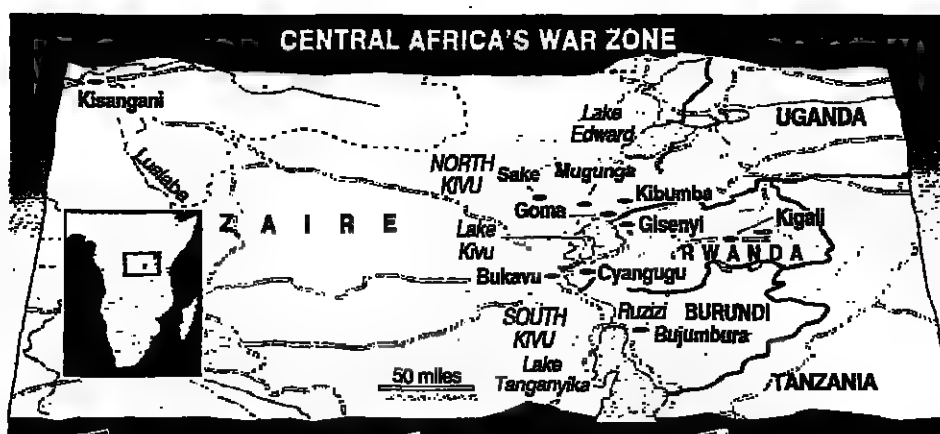 CENTRAL AFRICA'S WAR ZONE
Kisangani
Lualaba
Lake
Edward
UGANDA
NORTH
KIVU
Sake
Mugunga
Kibumba
Goma
Gisenyi
Kigali
ZAIRE
Lake
Kivu
RWANDA
Bukavu
Cyangugu
SOUTH
KIVU
Ruzizi
BURUNDI
Bujumbura
Lake
Tanganyika
50 miles
TANZANIA